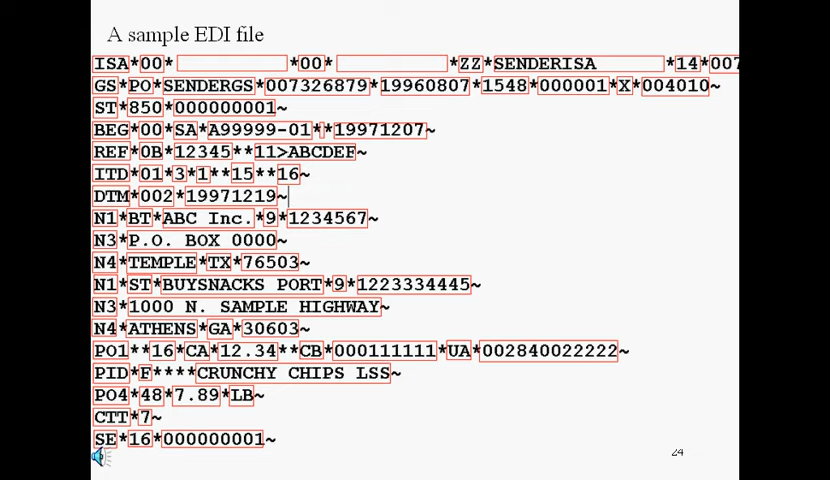 A sample EDI file
ISA*00*          *00*          *ZZ*SENDERISA      *14*007
GS*PO*SENDERGS*007326879*19960807*1548*000001*X*004010~
ST*850*000000001~
BEG*00*SA*A99999-01**19971207~
REF*0B*12345**11>ABCDEF~
ITD*01*3*1**15**16~
DTM*002*19971219~
N1*BT*ABC Inc.*9*1234567~
N3*P.O. BOX 0000~
N4*TEMPLE*TX*76503~
N1*ST*BUYSNACKS PORT*9*1223334445~
N3*1000 N. SAMPLE HIGHWAY~
N4*ATHENS*GA*30603~
PO1**16*CA*12.34**CB*000111111*UA*002840022222~
PID*F****CRUNCHY CHIPS LSS~
PO4*48*7.89*LB~
CTT*7~
SE*16*000000001~
24